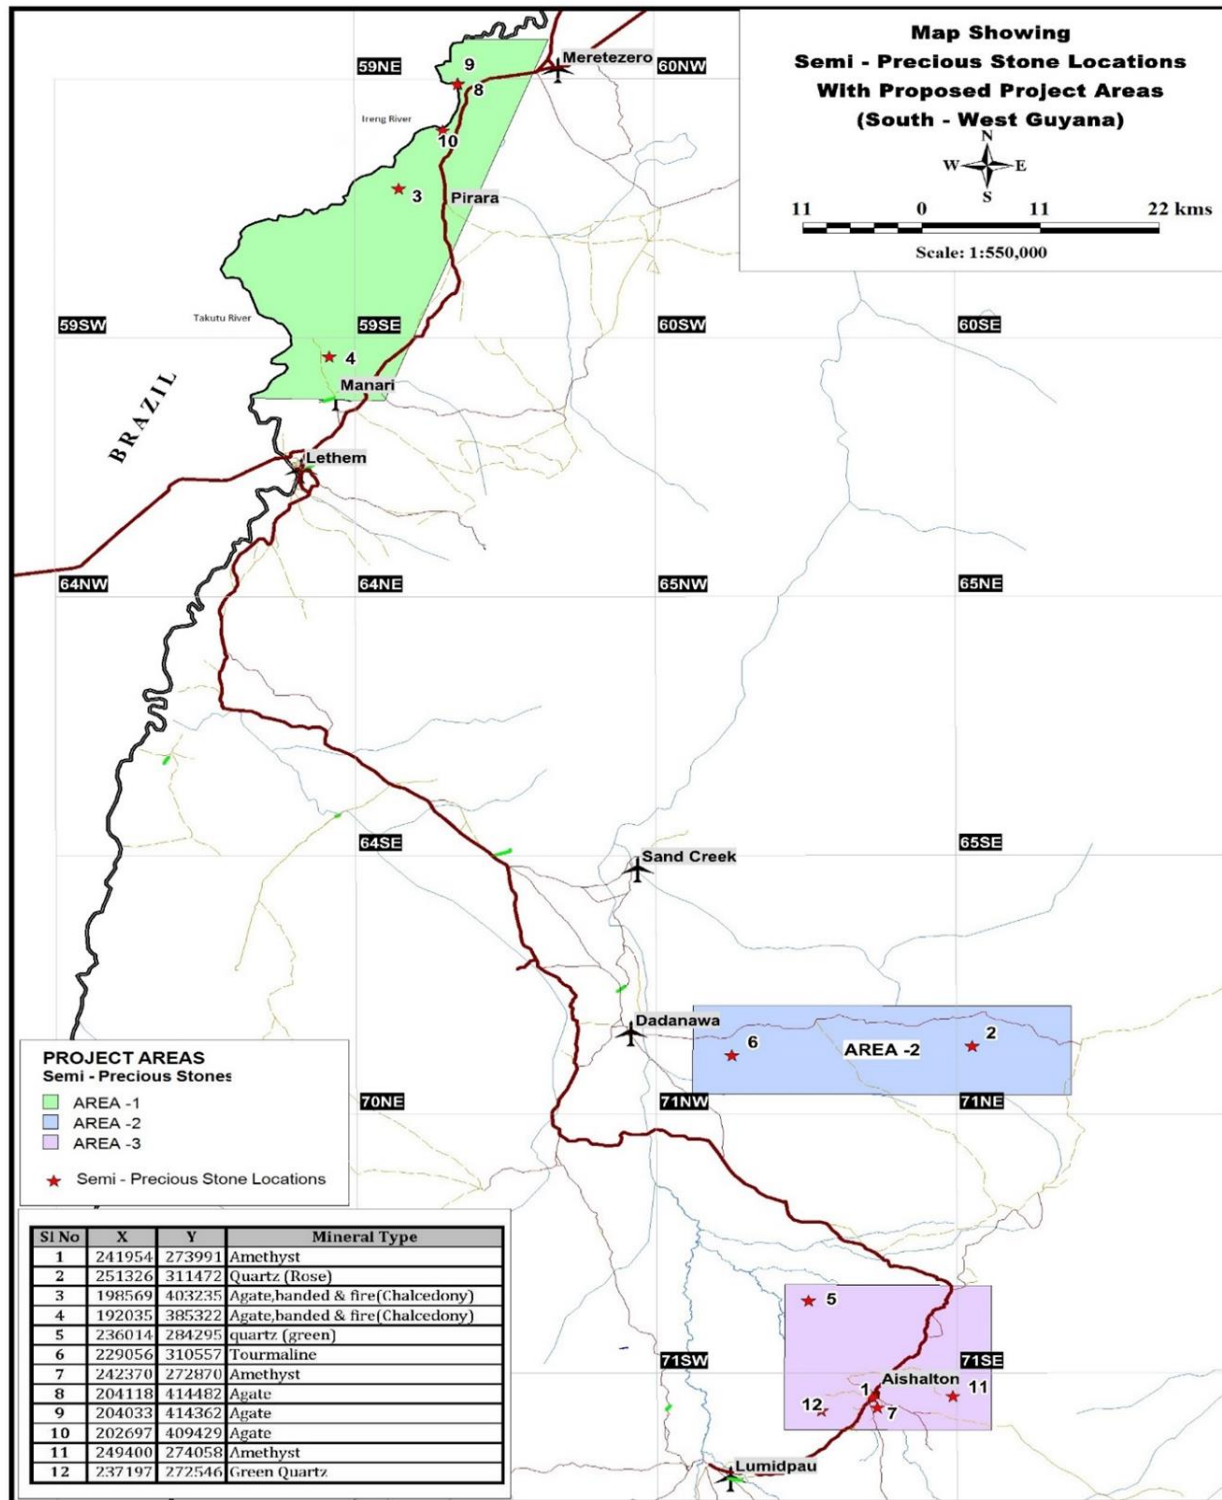 Map Showing
Semi - Precious Stone Locations
With Proposed Project Areas
(South - West Guyana)
N
W E
S
11 0 11 22 kms
Scale: 1:550,000
59NE
Meretezero
60NW
9
8
Ireng River
10
3
Pirara
Takutu River
59SW
59SE
60SW
60SE
4
Manari
BRAZIL
Lethem
64NW
64NE
65NW
65NE
64SE
Sand Creek
65SE
Dadanawa
6
AREA -2
2
70NE
71NW
71NE
5
71SW
71SE
Aishalton
1
11
12
7
Lumidpau
PROJECT AREAS
Semi - Precious Stones
AREA -1
AREA -2
AREA -3
Semi - Precious Stone Locations
Sl No X Y Mineral Type
1 241954 273991 Amethyst
2 251326 311472 Quartz (Rose)
3 198569 403235 Agate,banded & fire(Chalcedony)
4 192035 385322 Agate,banded & fire(Chalcedony)
5 236014 284295 quartz (green)
6 229056 310557 Tourmaline
7 242370 272870 Amethyst
8 204118 414482 Agate
9 204033 414362 Agate
10 202697 409429 Agate
11 249400 274058 Amethyst
12 237197 272546 Green Quartz